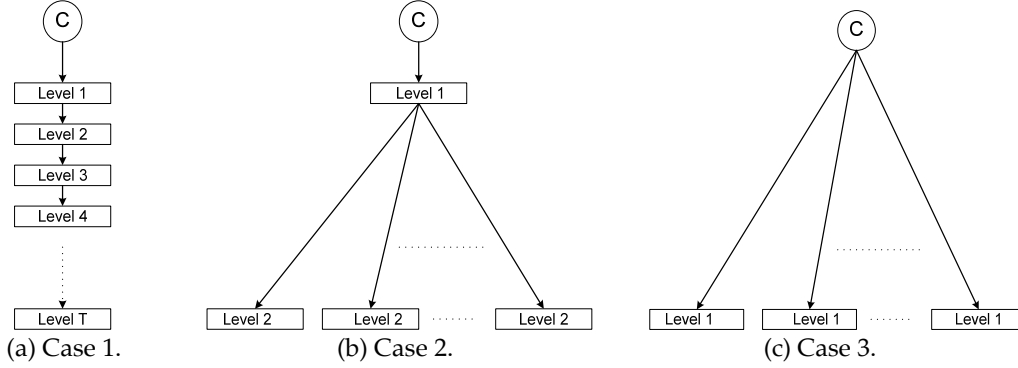 C
Level 1
Level 2
Level 3
Level 4
Level T
(a) Case 1.
C
Level 1
Level 2
Level 2
Level 2
(b) Case 2.
C
Level 1
Level 1
Level 1
(c) Case 3.